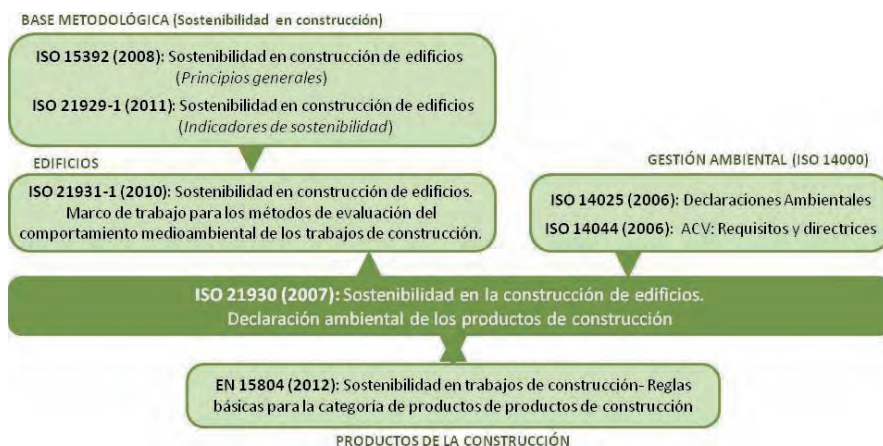 BASE METODOLÓGICA (Sostenibilidad en construcción)
ISO 15392 (2008): Sostenibilidad en construcción de edificios
(Principios generales)
ISO 21929-1 (2011): Sostenibilidad en construcción de edificios
(Indicadores de sostenibilidad)
EDIFICIOS
ISO 21931-1 (2010): Sostenibilidad en construcción de edificios.
Marco de trabajo para los métodos de evaluación del
comportamiento medioambiental de los trabajos de construcción.
GESTIÓN AMBIENTAL (ISO 14000)
ISO 14025 (2006): Declaraciones Ambientales
ISO 14044 (2006): ACV: Requisitos y directrices
ISO 21930 (2007): Sostenibilidad en la construcción de edificios.
Declaración ambiental de los productos de construcción
EN 15804 (2012): Sostenibilidad en trabajos de construcción- Reglas
básicas para la categoría de productos de productos de construcción
PRODUCTOS DE LA CONSTRUCCIÓN